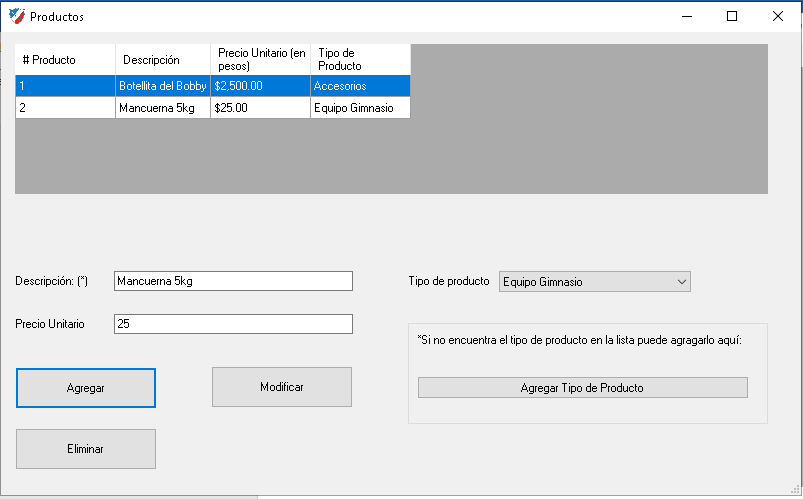 Productos
# Producto
Descripción
Precio Unitario (en
pesos)
Tipo de
Producto
1
Botellita del Bobby
$2,500.00
Accesorios
2
Mancuerna 5kg
$25.00
Equipo Gimnasio
Descripción: (*)
Mancuerna 5kg
Tipo de producto
Equipo Gimnasio
Precio Unitario
25
*Si no encuentra el tipo de producto en la lista puede agragarlo aquí:
Agregar
Modificar
Agregar Tipo de Producto
Eliminar